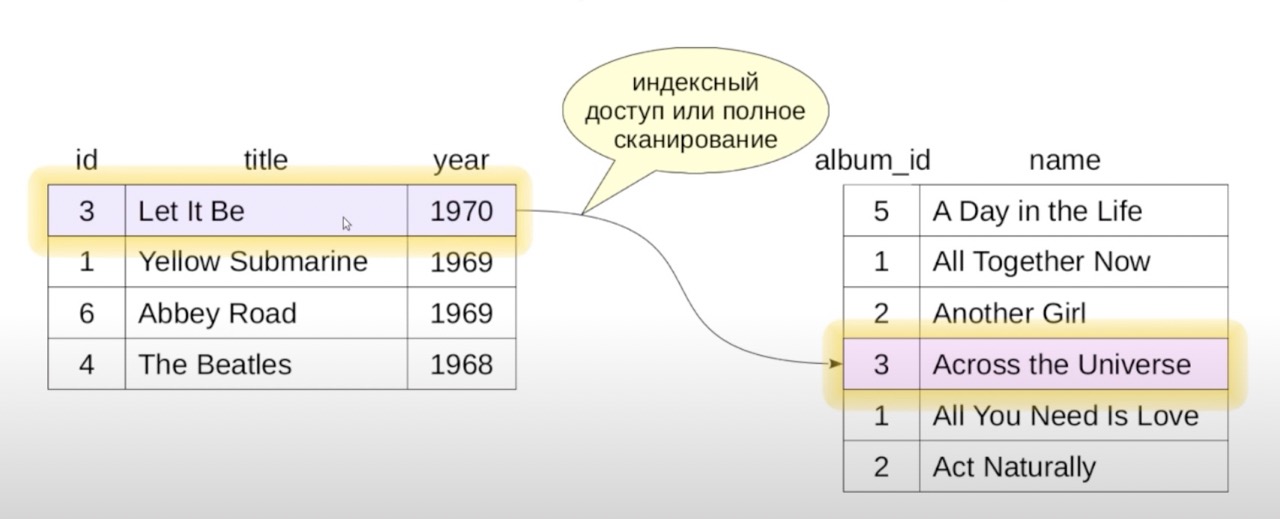 индексный
доступ или полное
сканирование
id title year
3 Let It Be 1970
1 Yellow Submarine 1969
6 Abbey Road 1969
4 The Beatles 1968
album_id name
5 A Day in the Life
1 All Together Now
2 Another Girl
3 Across the Universe
1 All You Need Is Love
2 Act Naturally